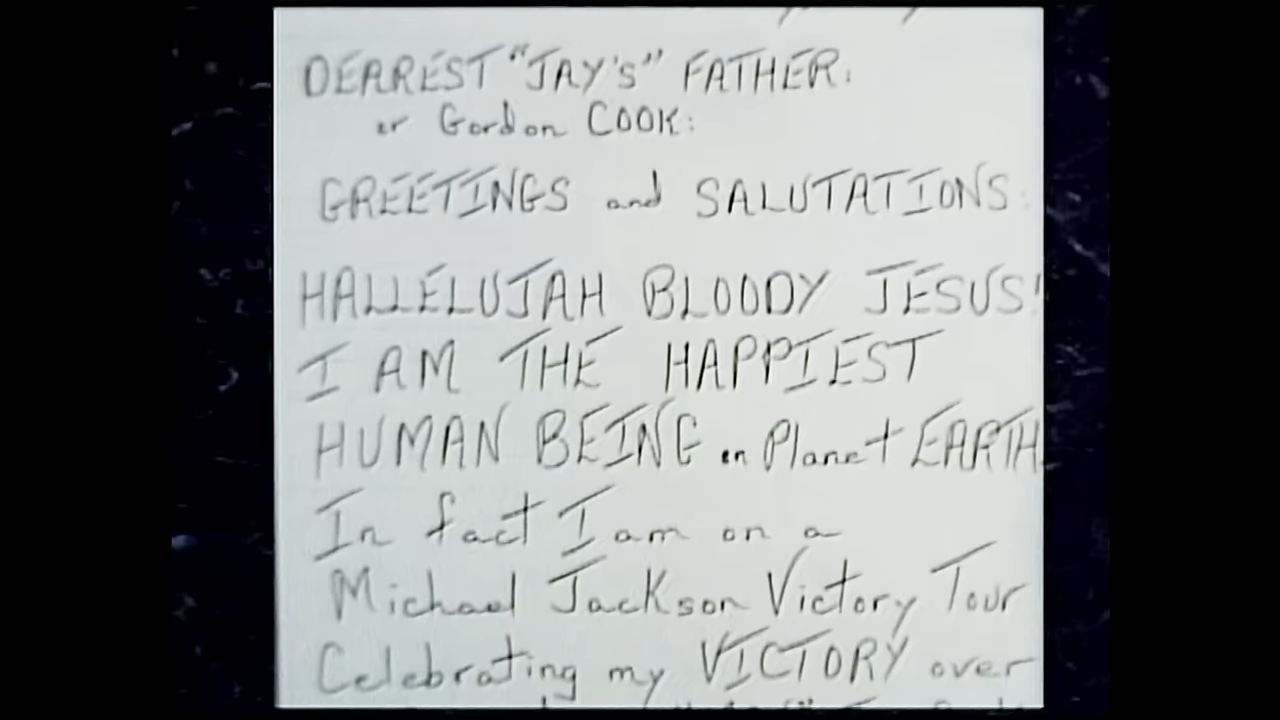 DEAREST "JAY'S" FATHER:
or Gordon COOK:
GREETINGS and SALUTATIONS:
HALLELUJAH BLOODY JESUS!
I AM THE HAPPIEST
HUMAN BEING on Planet EARTH.
In fact I am on a
Michael Jackson Victory Tour
Celebrating my VICTORY over